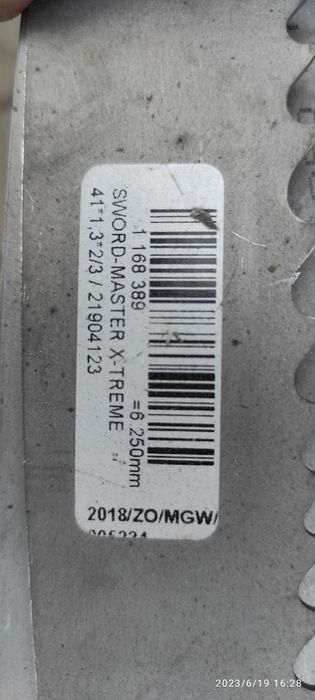 1 168 389 =6 250mm
SWORD-MASTER X-TREME
41*1,3*2/3 / 21904123
2018/ZO/MGW/
2023/6/19 16:28